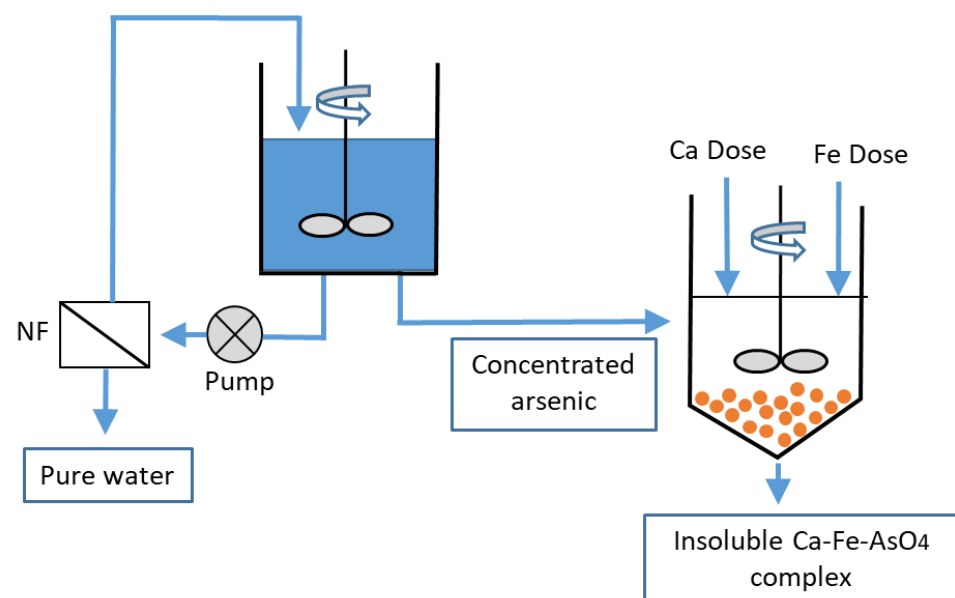 Ca Dose
Fe Dose
NF
Pump
Concentrated
arsenic
Pure water
Insoluble Ca-Fe-AsO4
complex